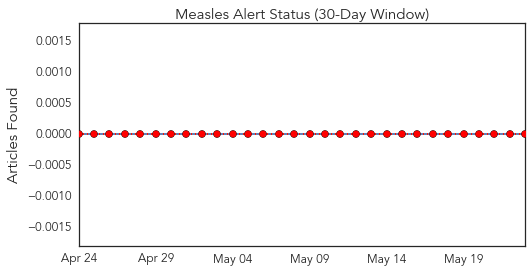 Measles Alert Status (30-Day Window)
Articles Found
0.0015
0.0010
0.0005
0.0000
−0.0005
−0.0010
−0.0015
Apr 24 Apr 29 May 04 May 09 May 14 May 19